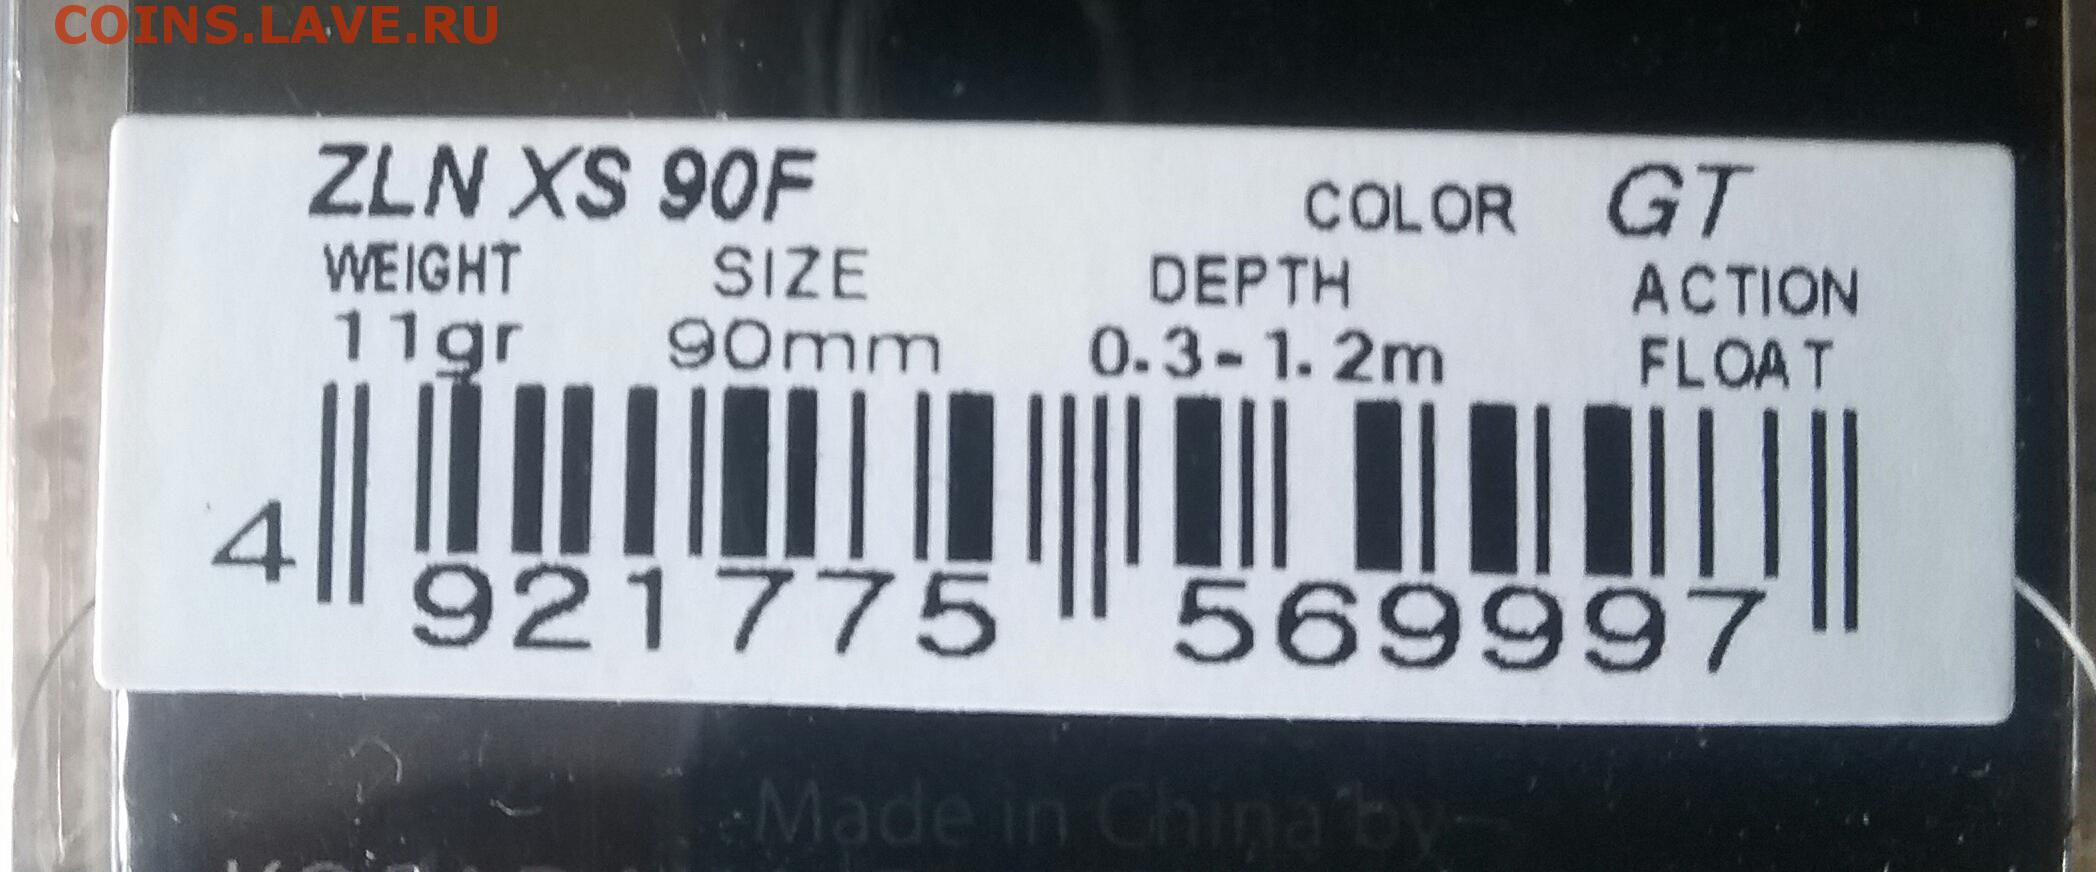 COINS.LAVE.RU
ZLN XS 90F COLOR GT
WEIGHT SIZE DEPTH ACTION
11gr 90mm 0.3-1.2m FLOAT
4 921775 569997
Made in China by